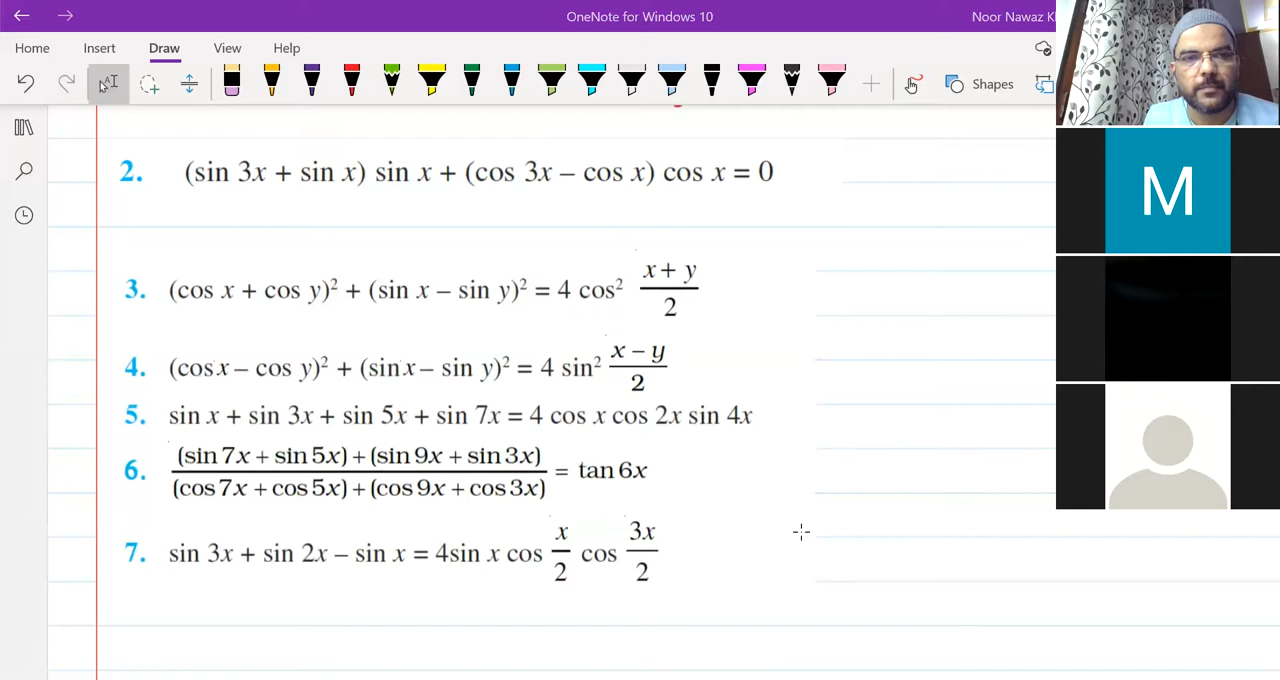 OneNote for Windows 10
Noor Nawaz Kh
Home Insert Draw View Help
Shapes
2. (sin 3x + sin x) sin x + (cos 3x – cos x) cos x = 0
3. (cos x + cos y)² + (sin x – sin y)² = 4 cos² (x + y)/2
4. (cos x – cos y)² + (sin x – sin y)² = 4 sin² (x – y)/2
5. sin x + sin 3x + sin 5x + sin 7x = 4 cos x cos 2x sin 4x
6. ((sin 7x + sin 5x) + (sin 9x + sin 3x))/((cos 7x + cos 5x) + (cos 9x + cos 3x)) = tan 6x
7. sin 3x + sin 2x – sin x = 4sin x cos x/2 cos 3x/2
M